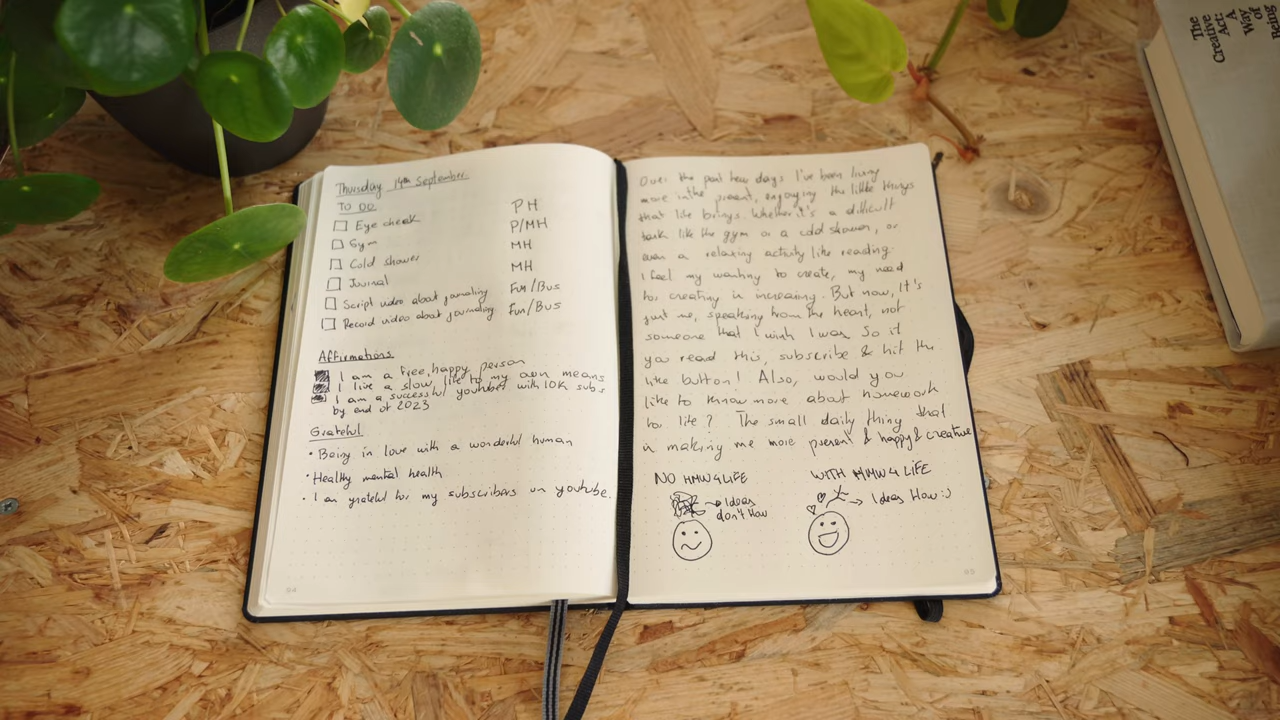 Thursday 14th September
TO DO
Eye check PH
Gym P/MH
Cold shower MH
Journal MH
Script video about journaling Fun/Bus
Record video about journaling Fun/Bus
Affirmations
I am a free, happy person
I live a slow, life to my own means
I am a successful youtuber with 10K subs
by end of 2023
Grateful
• Being in love with a wonderful human
• Healthy mental health
• I am grateful for my subscribers on youtube.
94
Over the past few days I've been living
more in the present, enjoying the little things
that life brings. Whether it's a difficult
task like the gym or a cold shower, or
even a relaxing activity like reading.
I feel my wanting to create, my need
for creating is increasing. But now, it's
just me, speaking from the heart, not
someone that I wish I was. So if
you read this, subscribe & hit the
like button! Also, would you
like to know more about homework
for life? The small daily thing that
is making me more present & happy & creative
NO HMW4LIFE WITH HMW4LIFE
Ideas
don't flow
Ideas flow :)
95
The
Creative
Act:
A
Way
of
Being